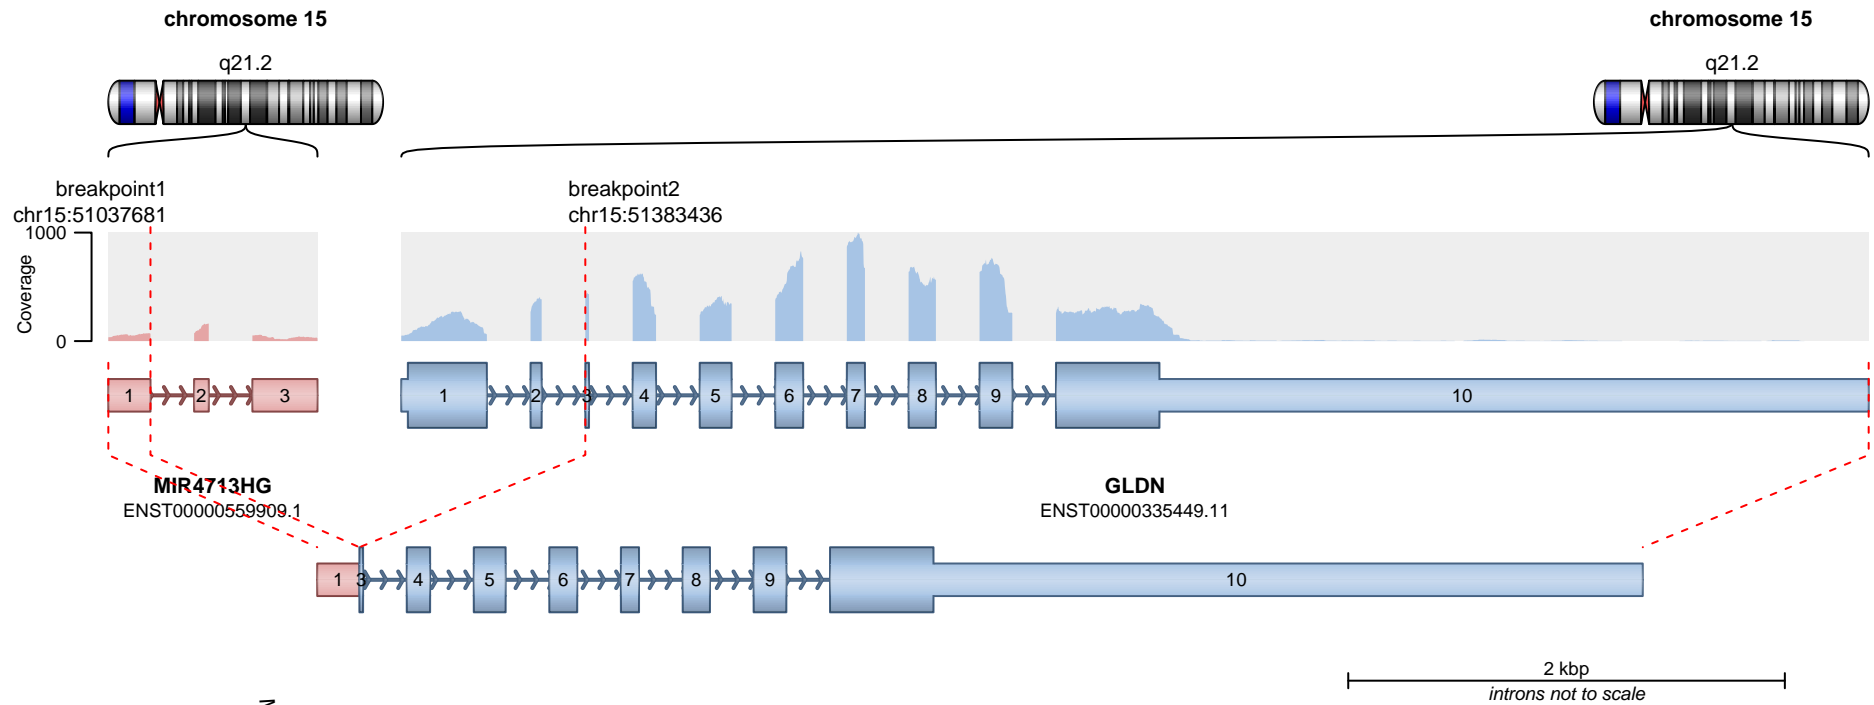 chromosome 15
chromosome 15
q21.2
q21.2
breakpoint1
chr15:51037681
breakpoint2
chr15:51383436
1000
Coverage
0
1 2 3
1 2 3 4 5 6 7 8 9 10
MIR4713HG
ENST00000559909.1
GLDN
ENST00000335449.11
1 3 4 5 6 7 8 9 10
2 kbp
introns not to scale